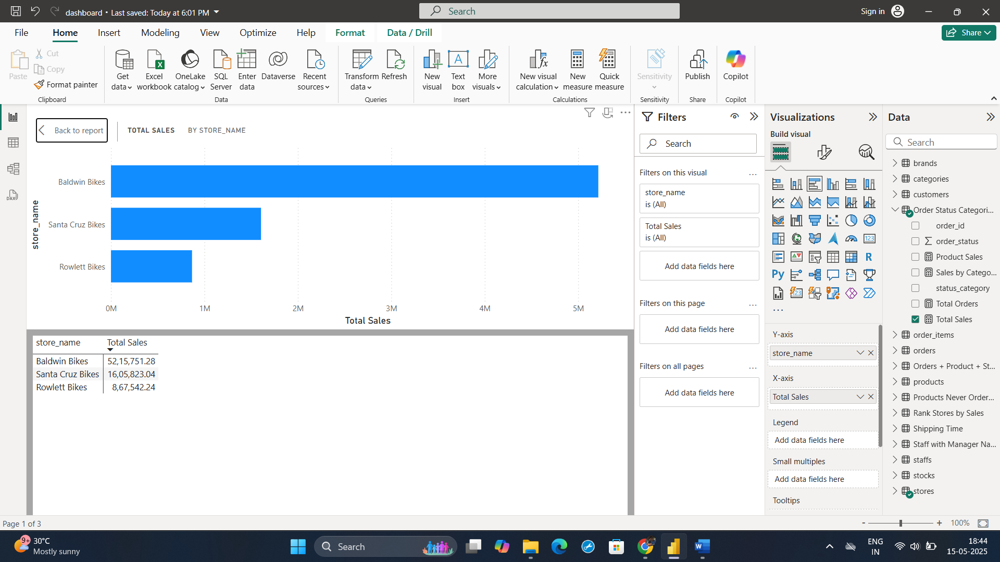 dashboard • Last saved: Today at 6:01 PM
Search
Sign in
File
Home
Insert
Modeling
View
Optimize
Help
Format
Data / Drill
Share
Paste
Cut
Copy
Format painter
Clipboard
Get data
Excel workbook
OneLake catalog
SQL Server
Enter data
Dataverse
Recent sources
Data
Transform data
Refresh
Queries
New visual
Text box
More visuals
Insert
New visual calculation
New measure
Quick measure
Calculations
Sensitivity
Sensitivity
Publish
Share
Copilot
Copilot
Back to report
TOTAL SALES
BY STORE_NAME
store_name
Baldwin Bikes
Santa Cruz Bikes
Rowlett Bikes
0M
1M
2M
3M
4M
5M
Total Sales
store_name Total Sales
Baldwin Bikes 52,15,751.28
Santa Cruz Bikes 16,05,823.04
Rowlett Bikes 8,67,542.24
Filters
Search
Filters on this visual
...
store_name
is (All)
Total Sales
is (All)
Add data fields here
Filters on this page
...
Add data fields here
Filters on all pages
...
Add data fields here
Visualizations
Build visual
123
R
Py
123
...
Y-axis
store_name
X-axis
Total Sales
Legend
Add data fields here
Small multiples
Add data fields here
Tooltips
Data
Search
brands
categories
customers
Order Status Categori...
order_id
order_status
Product Sales
Sales by Catego...
status_category
Total Orders
Total Sales
order_items
orders
Orders + Product + St...
products
Products Never Order...
Rank Stores by Sales
Shipping Time
Staff with Manager Na...
staffs
stocks
stores
DAX
Page 1 of 3
- + 100%
9+
30°C
Mostly sunny
Search
W
ENG
IN
18:44
15-05-2025